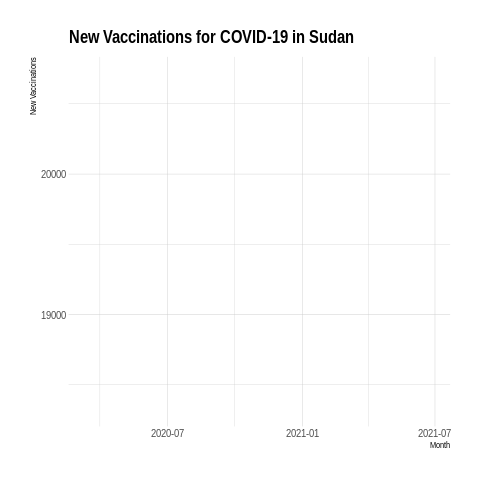 New Vaccinations for COVID-19 in Sudan
New Vaccinations
20000
19000
2020-07
2021-01
2021-07
Month